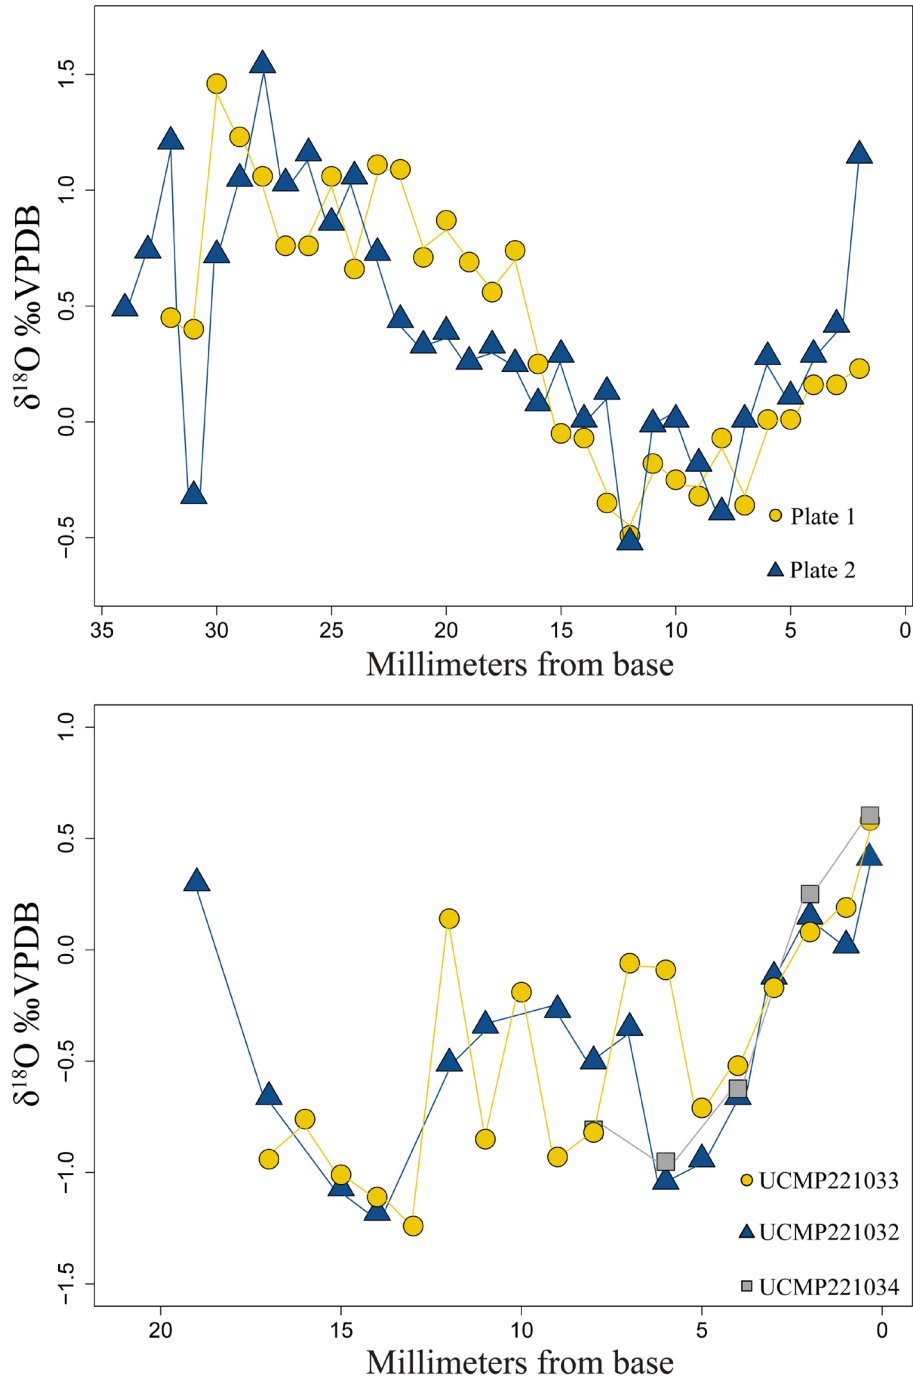 1.5
1.0
0.5
0.0
−0.5
δ¹⁸O ‰VPDB
Plate 1
Plate 2
35 30 25 20 15 10 5 0
Millimeters from base
1.0
0.5
0.0
−0.5
−1.0
−1.5
δ¹⁸O ‰VPDB
UCMP221033
UCMP221032
UCMP221034
20 15 10 5 0
Millimeters from base